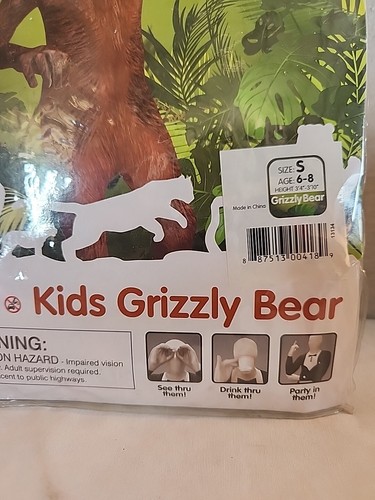 SIZE: S
AGE: 6-8
HEIGHT 3'4"-3'10"
Made in China
GrizzlyBear
8 87513 00418 9
Kids Grizzly Bear
NING:
ON HAZARD - Impaired vision
Adult supervision required.
cent to public highways.
See thru
them!
Drink thru
them!
Party in
them!